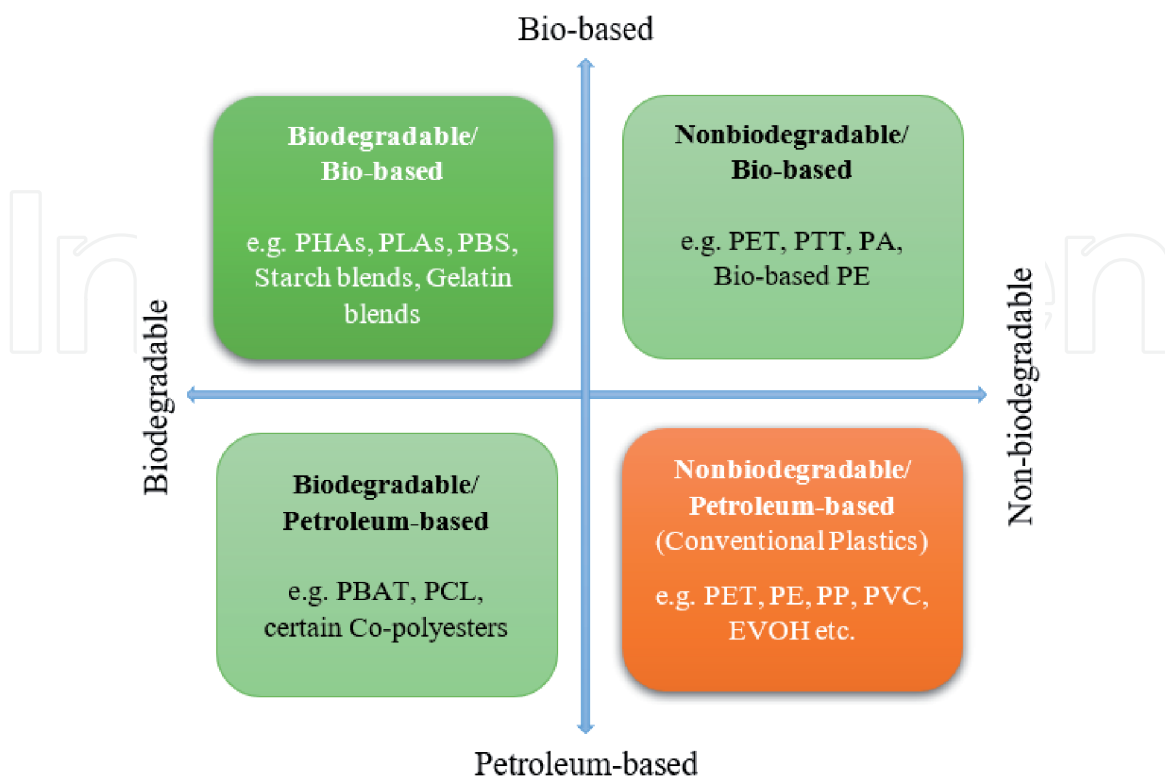 Bio-based
Biodegradable/
Bio-based
e.g. PHAs, PLAs, PBS,
Starch blends, Gelatin
blends
Nonbiodegradable/
Bio-based
e.g. PET, PTT, PA,
Bio-based PE
Biodegradable
Non-biodegradable
Biodegradable/
Petroleum-based
e.g. PBAT, PCL,
certain Co-polyesters
Nonbiodegradable/
Petroleum-based
(Conventional Plastics)
e.g. PET, PE, PP, PVC,
EVOH etc.
Petroleum-based